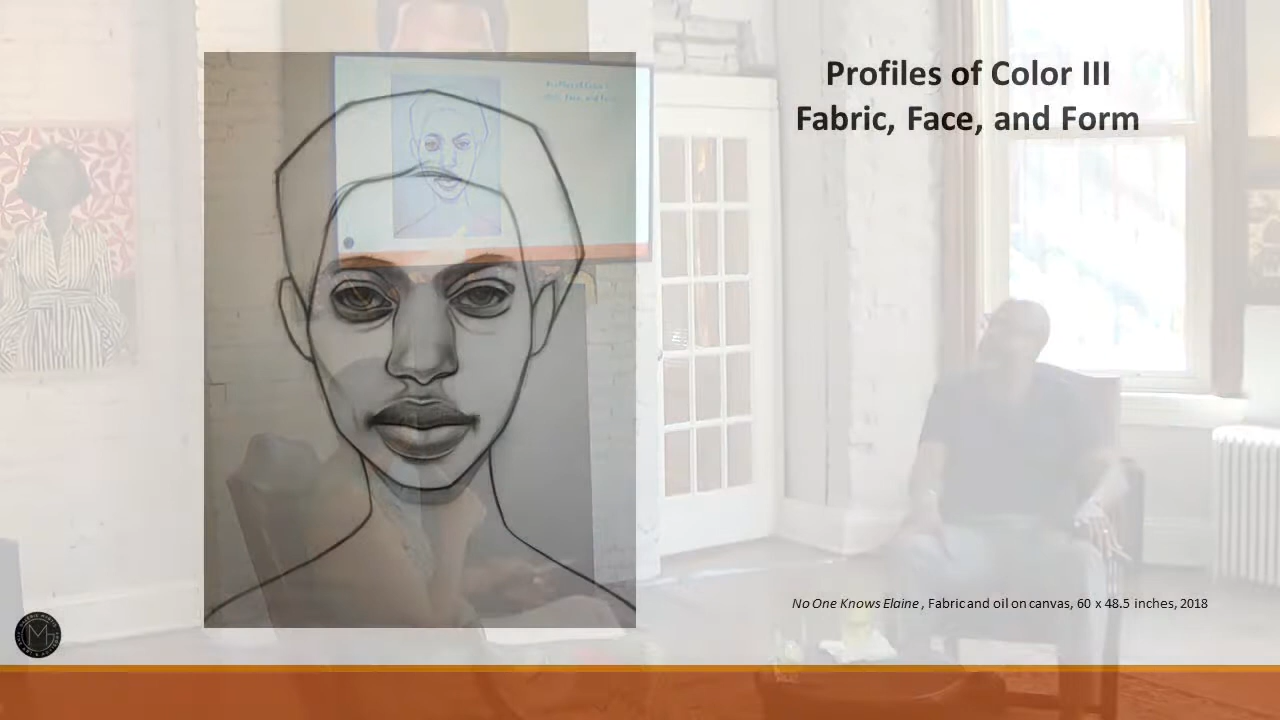 Profiles of Color III
Fabric, Face, and Form
No One Knows Elaine , Fabric and oil on canvas, 60 x 48.5 inches, 2018